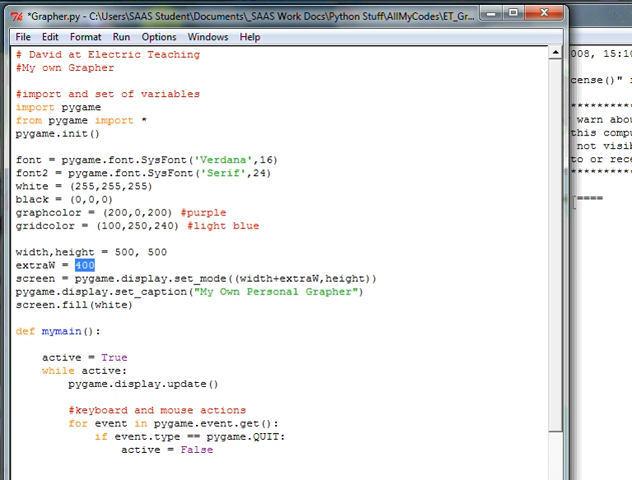 *Grapher.py - C:\Users\SAAS Student\Documents\_SAAS Work Docs\Python Stuff\AllMyCodes\ET_Gr...
File Edit Format Run Options Windows Help
# David at Electric Teaching
#My own Grapher
#import and set of variables
import pygame
from pygame import *
pygame.init()
font = pygame.font.SysFont('Verdana',16)
font2 = pygame.font.SysFont('Serif',24)
white = (255,255,255)
black = (0,0,0)
graphcolor = (200,0,200) #purple
gridcolor = (100,250,240) #light blue
width,height = 500, 500
extraW = 400
screen = pygame.display.set_mode((width+extraW,height))
pygame.display.set_caption("My Own Personal Grapher")
screen.fill(white)
def mymain():
active = True
while active:
pygame.display.update()
#keyboard and mouse actions
for event in pygame.event.get():
if event.type == pygame.QUIT:
active = False
008, 15:10
cense()" 
**********
warn abou
this compu
not visib
to or rece
**********
====